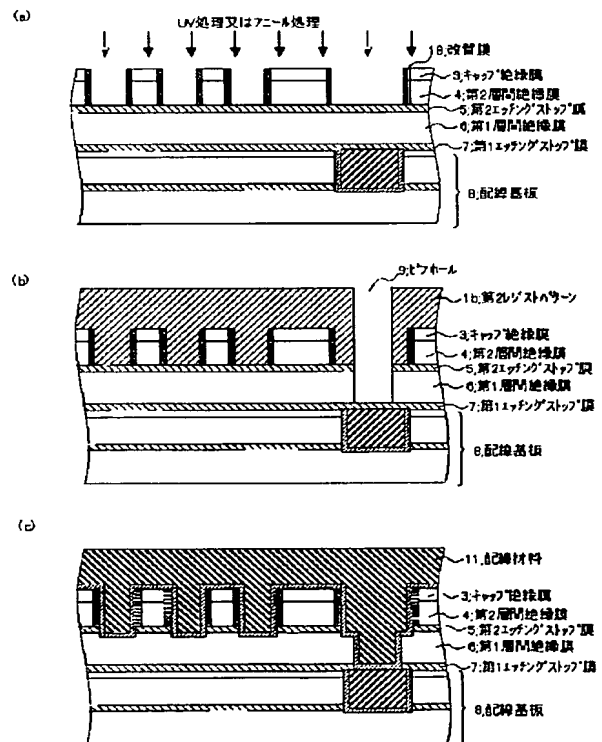 (a)
UV処理又はアニール処理
18;改質膜
3;キャップ絶縁膜
4;第2層間絶縁膜
5;第2エッチングストップ膜
6;第1層間絶縁膜
7;第1エッチングストップ膜
8;配線基板
(b)
9;ビアホール
1b;第2レジストパターン
3;キャップ絶縁膜
4;第2層間絶縁膜
5;第2エッチングストップ膜
6;第1層間絶縁膜
7;第1エッチングストップ膜
8;配線基板
(c)
11;配線材料
3;キャップ絶縁膜
4;第2層間絶縁膜
5;第2エッチングストップ膜
6;第1層間絶縁膜
7;第1エッチングストップ膜
8;配線基板